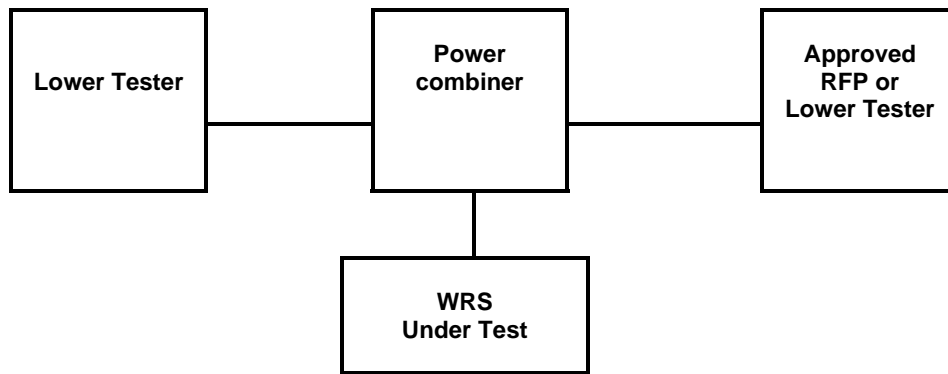 Lower Tester
Power
combiner
Approved
RFP or
Lower Tester
WRS
Under Test